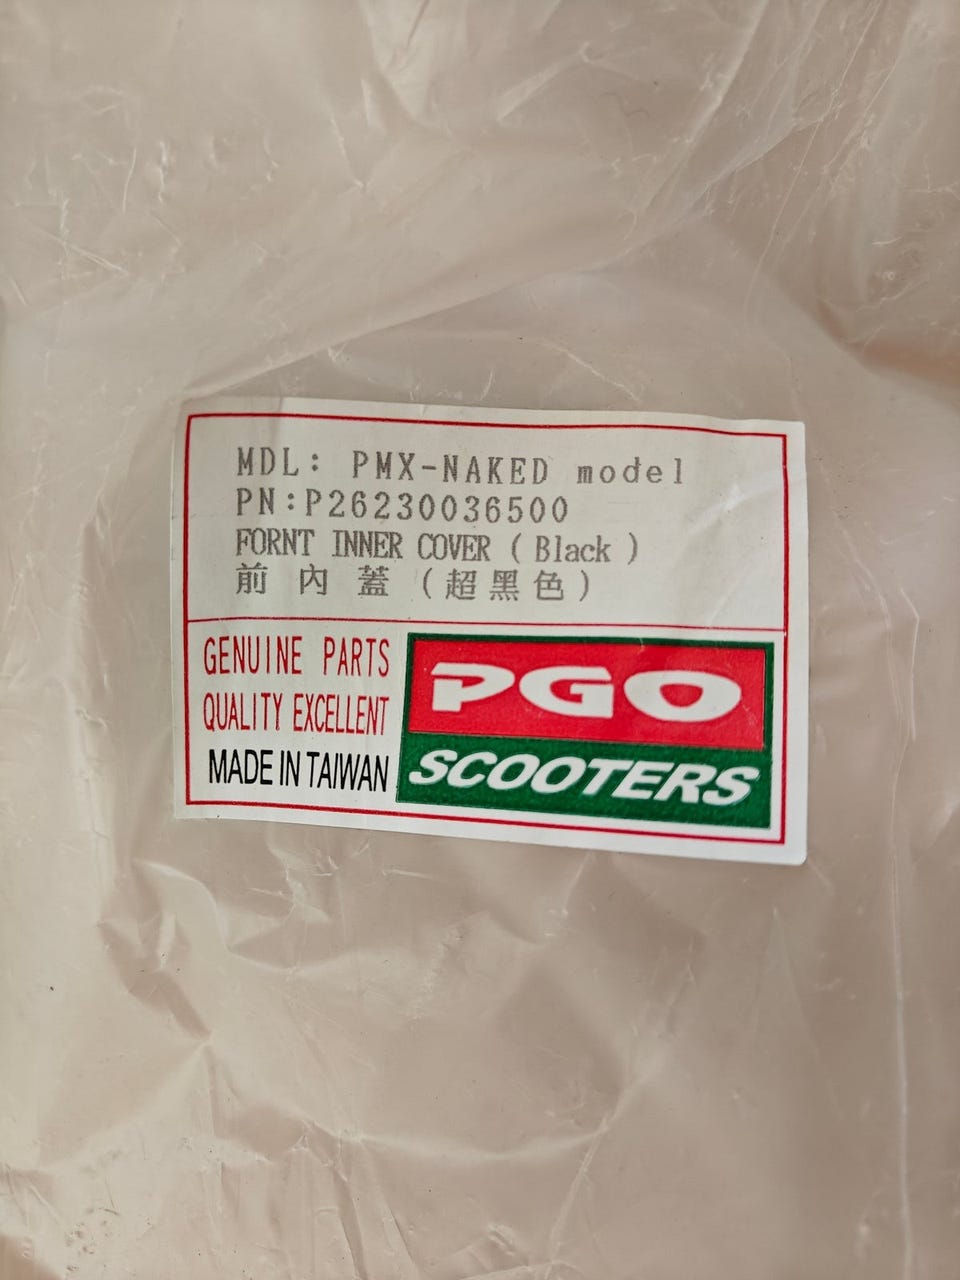 MDL: PMX-NAKED model
PN:P26230036500
FORNT INNER COVER ( Black )
前 內 蓋 ( 超 黑 色 )
GENUINE PARTS
QUALITY EXCELLENT
MADE IN TAIWAN
PGO
SCOOTERS